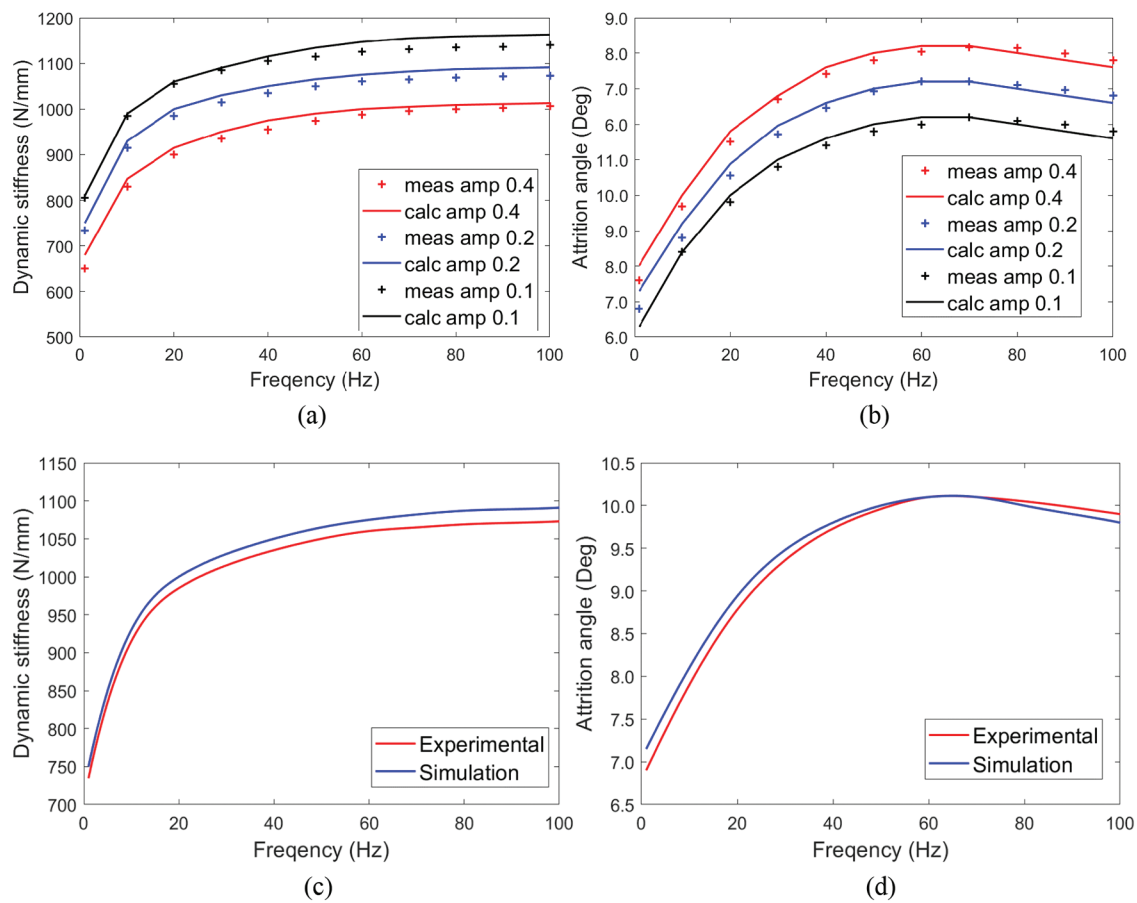 1200
1100
1000
900
800
700
600
500
Dynamic stiffness (N/mm)
meas amp 0.4
calc amp 0.4
meas amp 0.2
calc amp 0.2
meas amp 0.1
calc amp 0.1
0 20 40 60 80 100
Freqency (Hz)
(a)
9.0
8.0
7.0
6.0
11.0
10.0
9.0
8.0
7.0
6.0
Attrition angle (Deg)
meas amp 0.4
calc amp 0.4
meas amp 0.2
calc amp 0.2
meas amp 0.1
calc amp 0.1
0 20 40 60 80 100
Freqency (Hz)
(b)
1150
1100
1050
1000
950
900
850
800
750
700
Dynamic stiffness (N/mm)
Experimental
Simulation
0 20 40 60 80 100
Freqency (Hz)
(c)
10.5
10.0
9.5
9.0
8.5
8.0
7.5
7.0
6.5
Attrition angle (Deg)
Experimental
Simulation
0 20 40 60 80 100
Freqency (Hz)
(d)